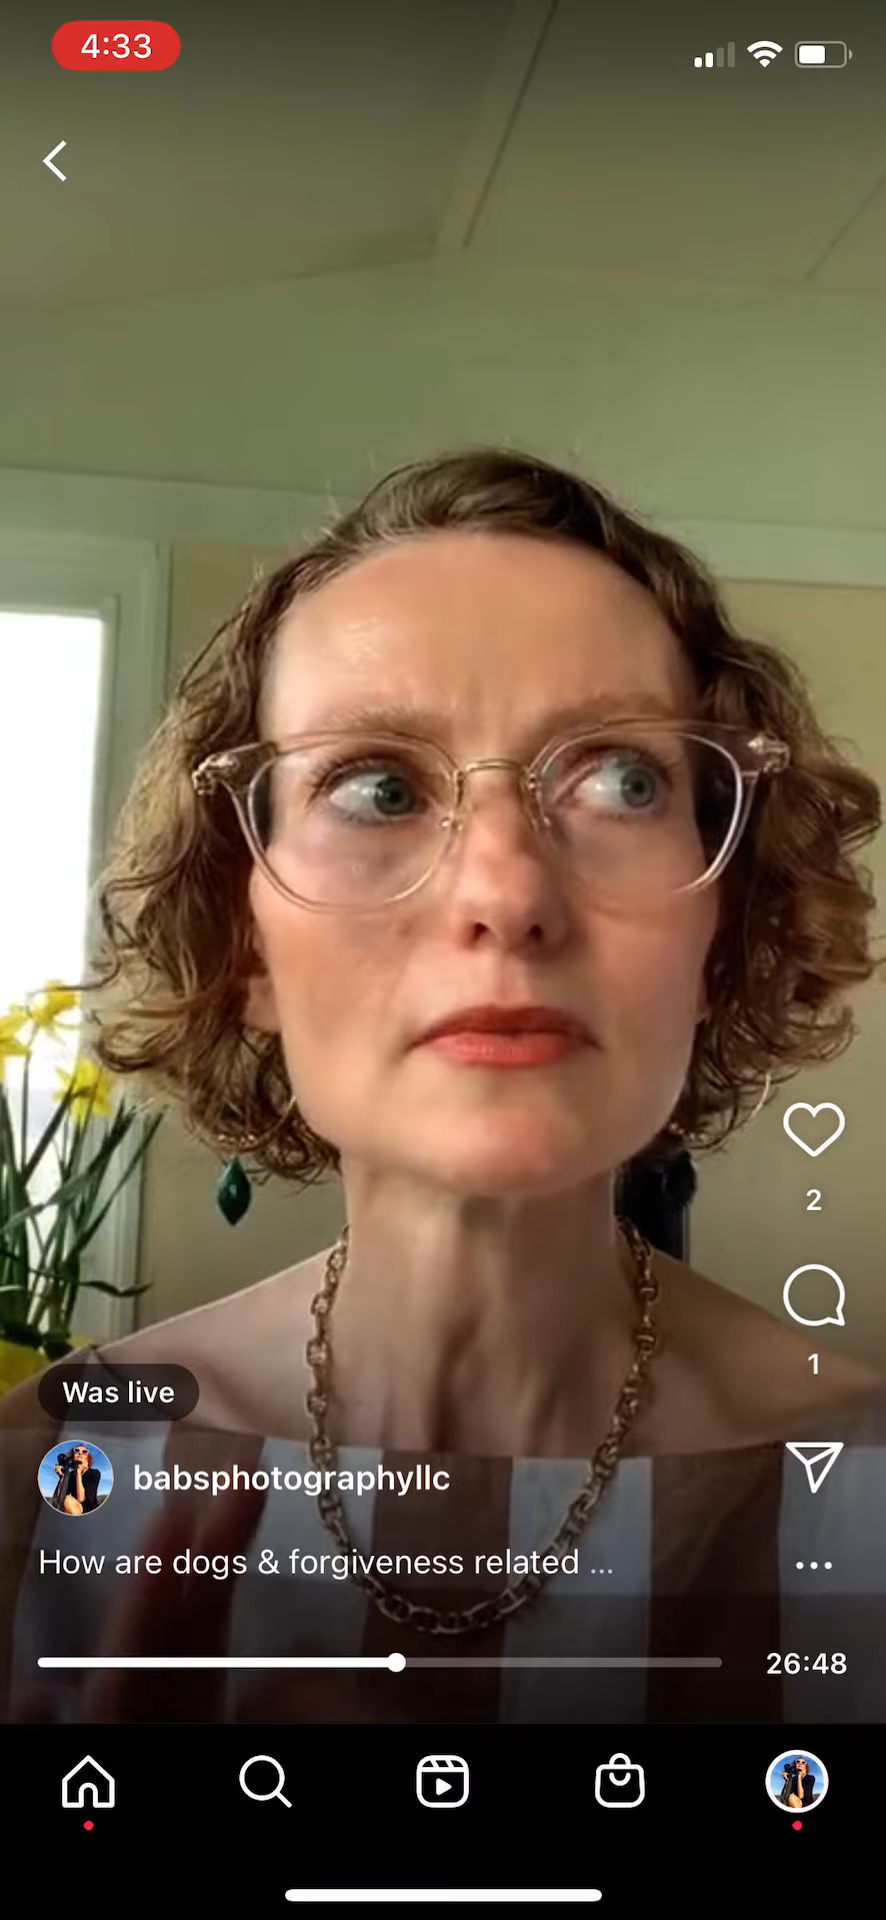 4:33
2
1
Was live
babsphotographyllc
How are dogs & forgiveness related ...
26:48